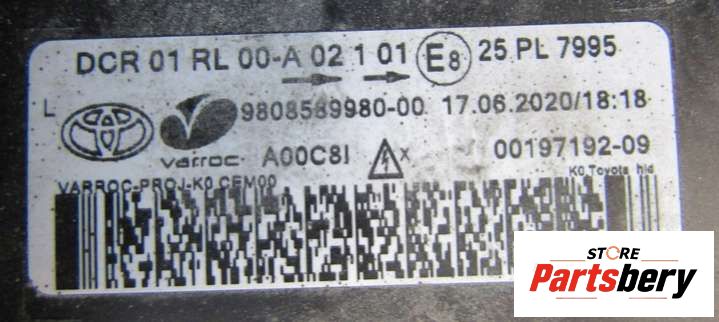 DCR 01 RL 00-A 02 1 01 E8 25 PL 7995
L 9808589980-00 17.06.2020/18:18
varroc A00C8I X 00197192-09
VARROC-PROJ-K0 CEM00 K0 Toyota hld
STORE
Partsbery